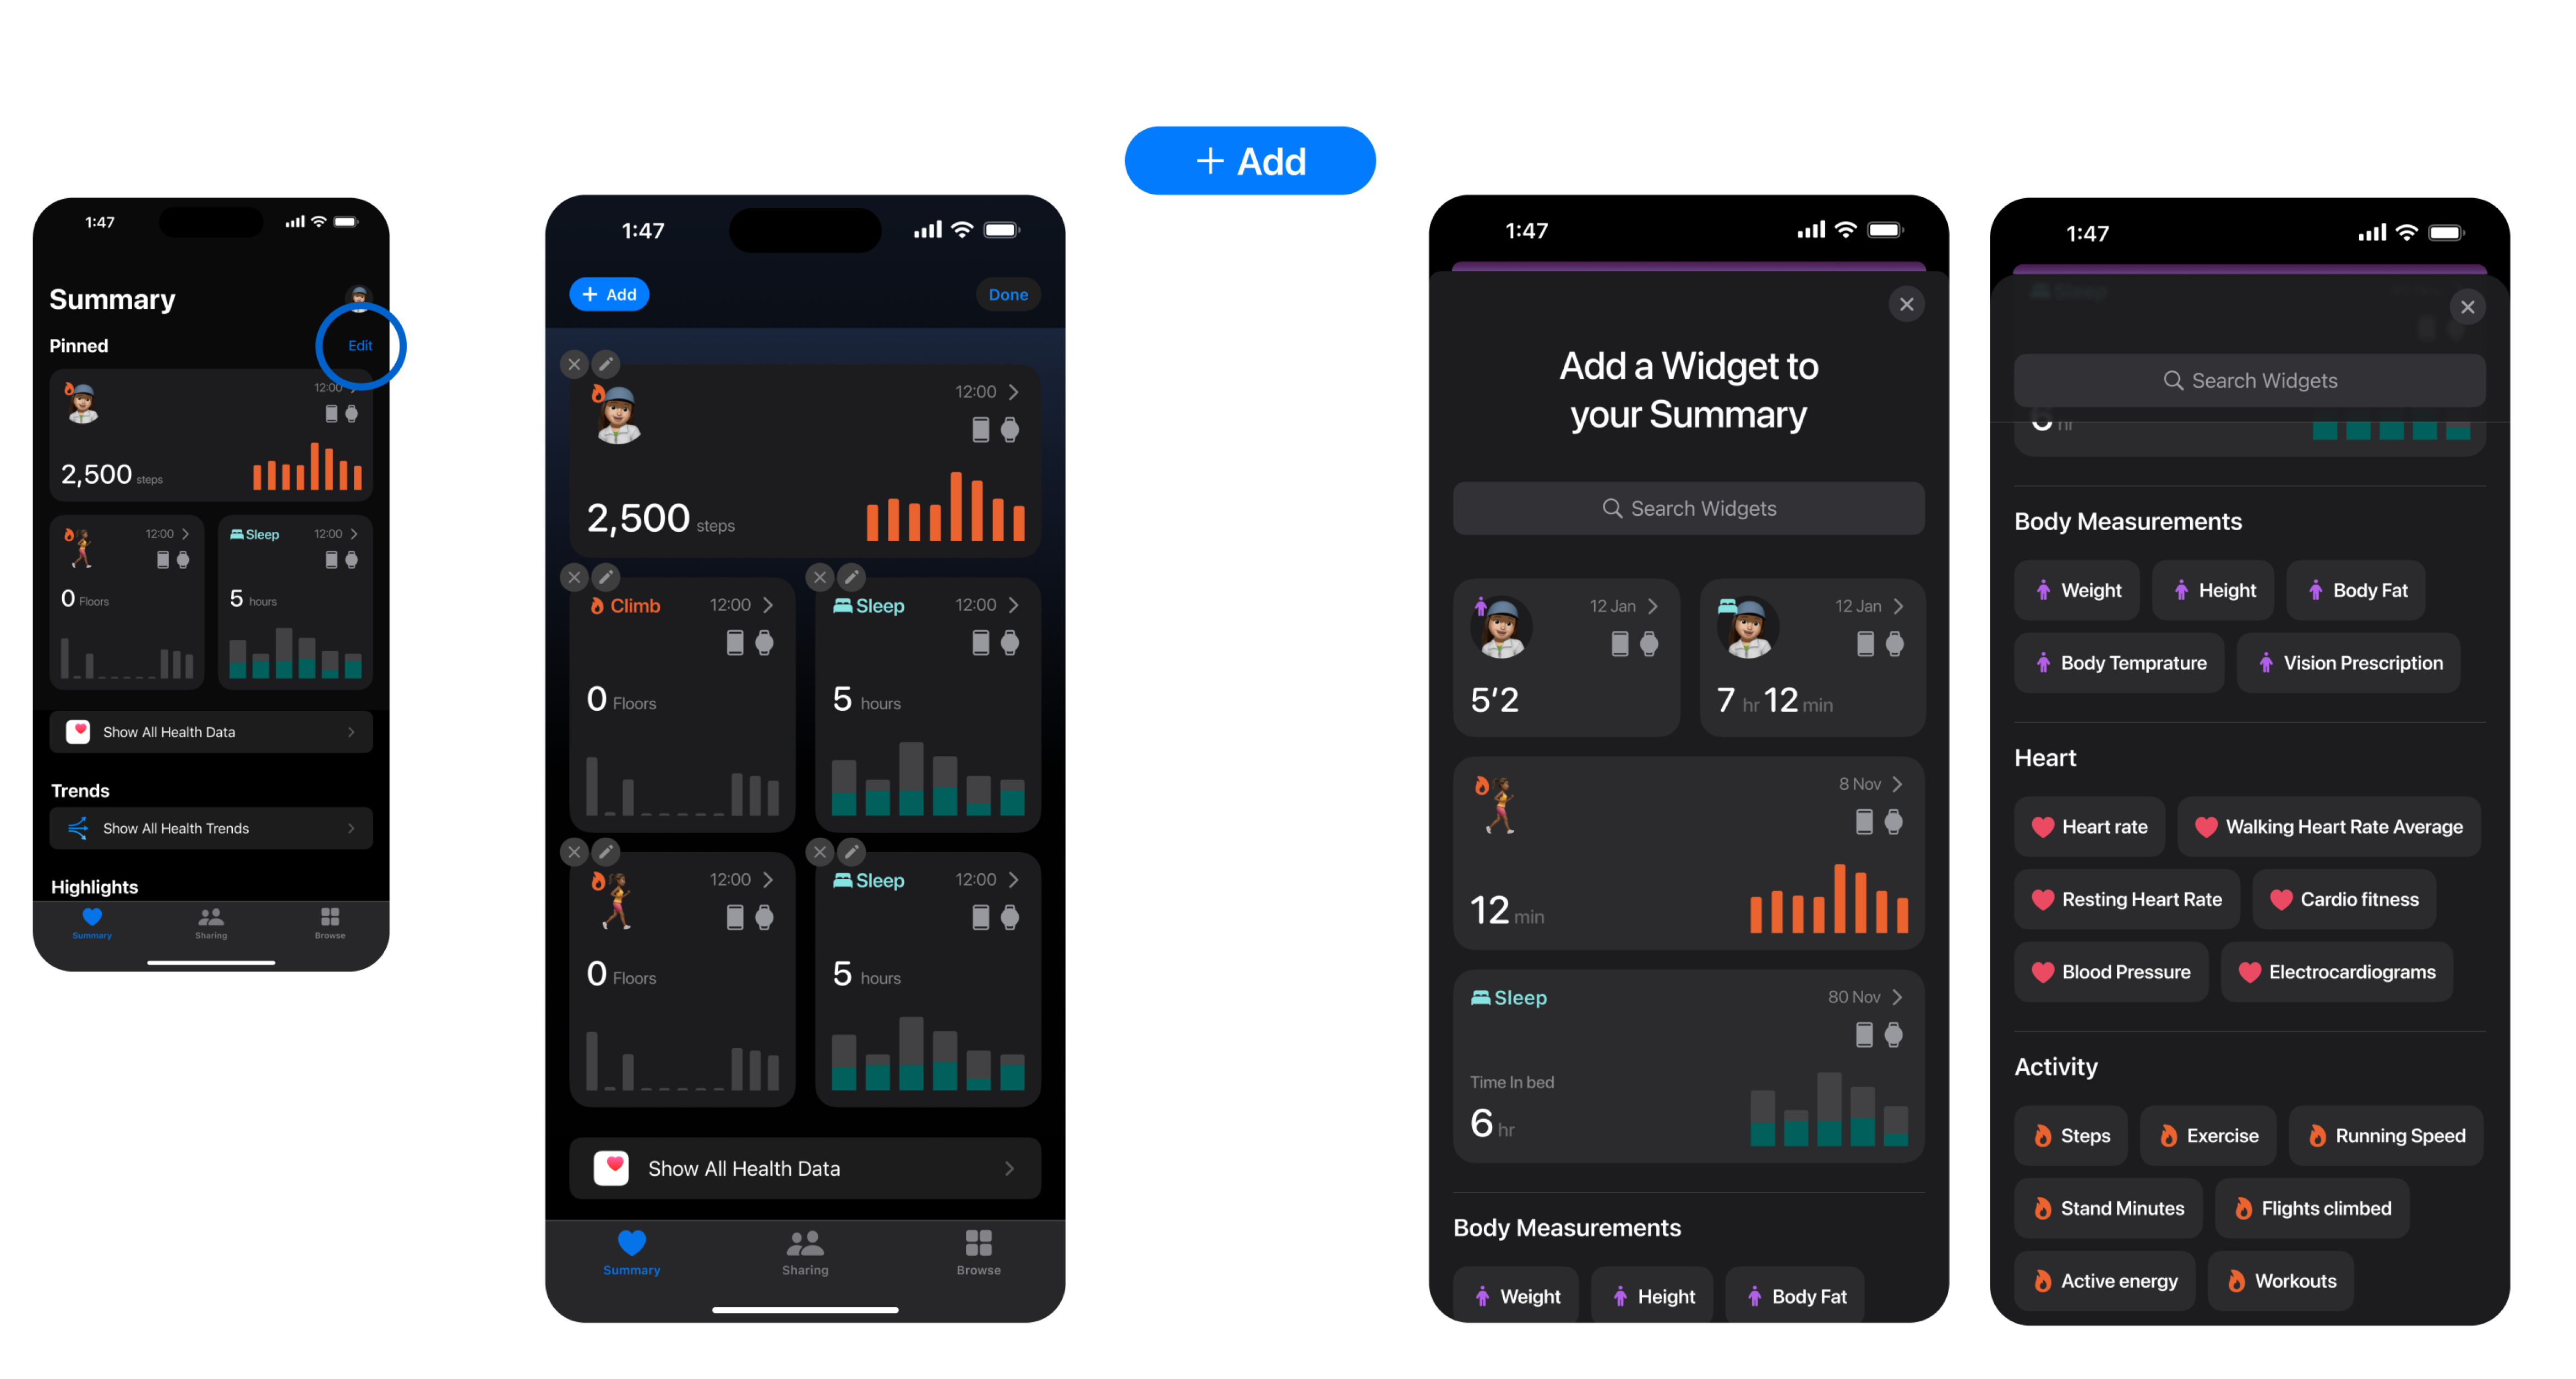 1:47
Summary
Pinned
Edit
12:00
2,500 steps
12:00
0 Floors
Sleep 12:00
5 hours
Show All Health Data
Trends
Show All Health Trends
Highlights
Summary Sharing Browse
1:47
+ Add
Done
12:00
2,500 steps
Climb 12:00
0 Floors
Sleep 12:00
5 hours
12:00
0 Floors
Sleep 12:00
5 hours
Show All Health Data
Summary Sharing Browse
+ Add
1:47
Add a Widget to
your Summary
Search Widgets
12 Jan
5'2
12 Jan
7 hr 12 min
8 Nov
12 min
Sleep 80 Nov
Time In bed
6 hr
Body Measurements
Weight Height Body Fat
1:47
Sleep
Search Widgets
6 hr
Body Measurements
Weight Height Body Fat
Body Temprature Vision Prescription
Heart
Heart rate Walking Heart Rate Average
Resting Heart Rate Cardio fitness
Blood Pressure Electrocardiograms
Activity
Steps Exercise Running Speed
Stand Minutes Flights climbed
Active energy Workouts